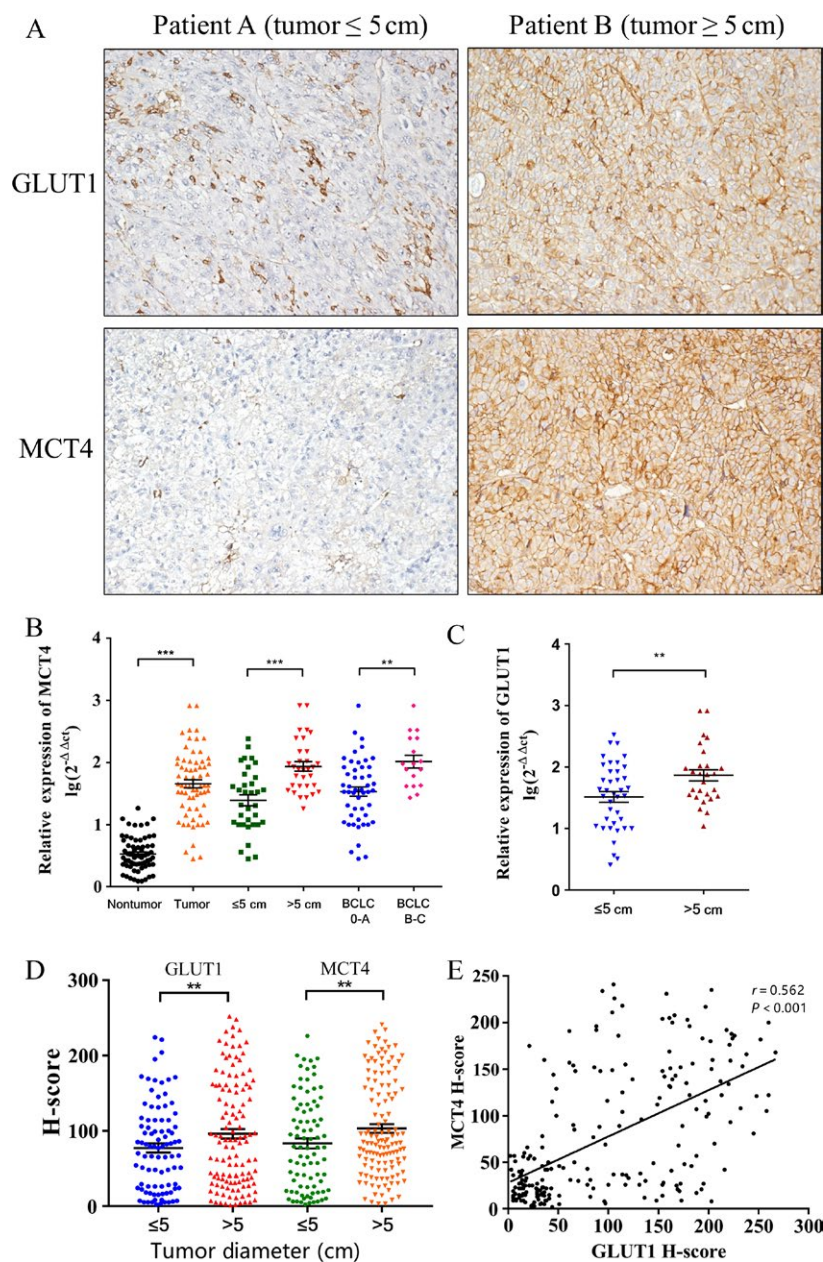 A
Patient A (tumor ≤ 5 cm)
Patient B (tumor ≥ 5 cm)
GLUT1
MCT4
B
Relative expression of MCT4
lg(2^-Δ Δct)
4
3
2
1
0
***
***
**
Nontumor
Tumor
≤5 cm
>5 cm
BCLC
0-A
BCLC
B-C
C
Relative expression of GLUT1
lg(2^-Δ Δct)
4
3
2
1
0
**
≤5 cm
>5 cm
D
GLUT1
MCT4
**
**
H-score
300
200
100
0
≤5
>5
≤5
>5
Tumor diameter (cm)
E
r = 0.562
P < 0.001
MCT4 H-score
250
200
150
100
50
0
0
50
100
150
200
250
300
GLUT1 H-score